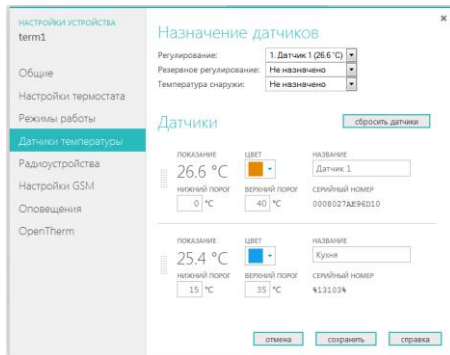 НАСТРОЙКИ УСТРОЙСТВА
term1
Общие
Настройки термостата
Режимы работы
Датчики температуры
Радиоустройства
Настройки GSM
Оповещения
OpenTherm
Назначение датчиков
Регулирование: 1. Датчик 1 (26.6 °C)
Резервное регулирование: Не назначено
Температура снаружи: Не назначено
Датчики
сбросить датчики
ПОКАЗАНИЕ ЦВЕТ НАЗВАНИЕ
26.6 °C Датчик 1
НИЖНИЙ ПОРОГ ВЕРХНИЙ ПОРОГ СЕРИЙНЫЙ НОМЕР
0 °C 40 °C 0008027AE96D10
ПОКАЗАНИЕ ЦВЕТ НАЗВАНИЕ
25.4 °C Кухня
НИЖНИЙ ПОРОГ ВЕРХНИЙ ПОРОГ СЕРИЙНЫЙ НОМЕР
15 °C 35 °C %13103%
отмена сохранить справка